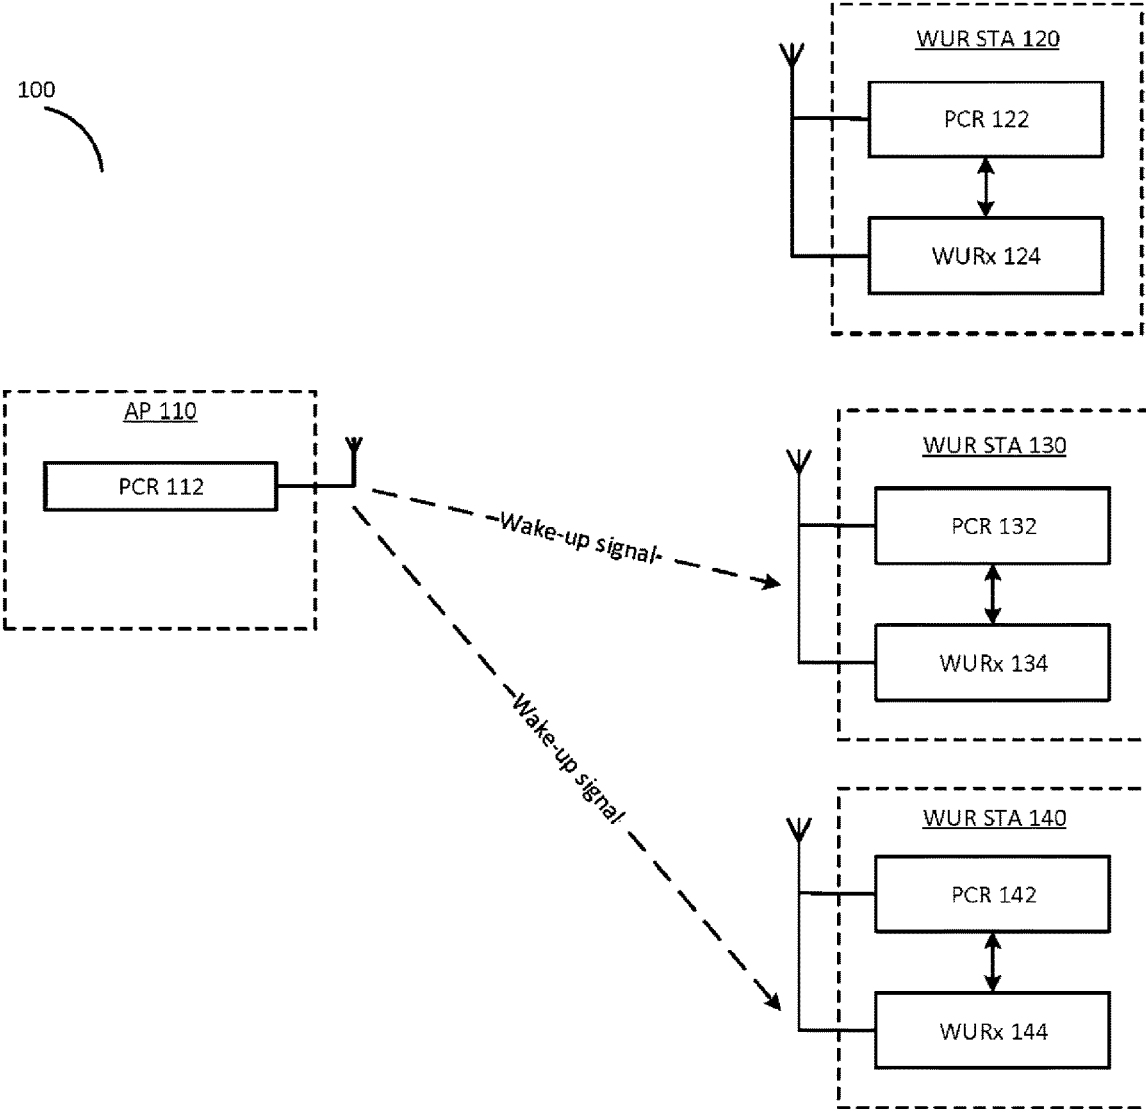 WUR STA 120
100
PCR 122
WURx 124
AP 110
PCR 112
Wake-up signal
WUR STA 130
PCR 132
WURx 134
Wake-up signal
WUR STA 140
PCR 142
WURx 144